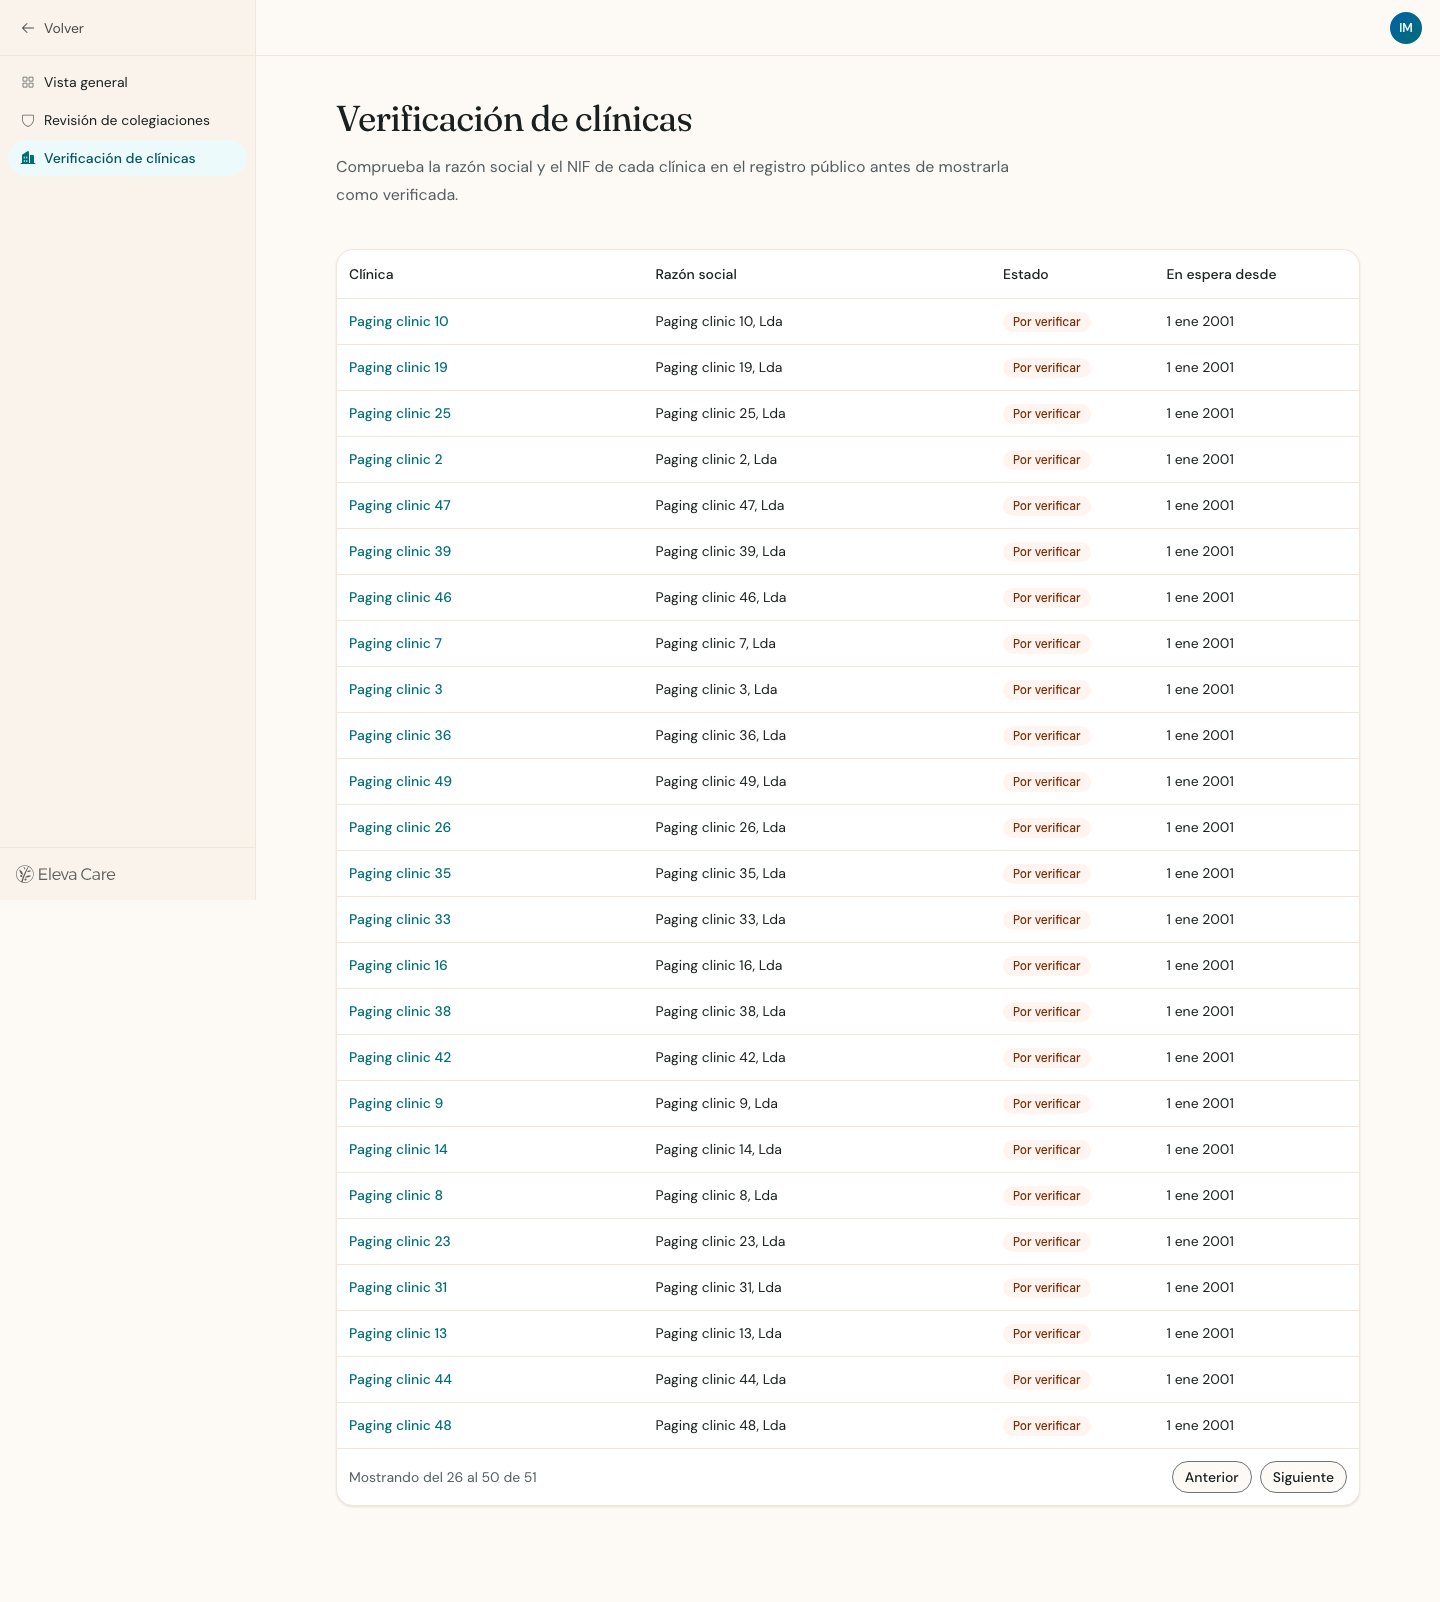 Volver
IM
Vista general
Revisión de colegiaciones
Verificación de clínicas
Eleva Care
Verificación de clínicas
Comprueba la razón social y el NIF de cada clínica en el registro público antes de mostrarla
como verificada.
Clínica Razón social Estado En espera desde
Paging clinic 10 Paging clinic 10, Lda Por verificar 1 ene 2001
Paging clinic 19 Paging clinic 19, Lda Por verificar 1 ene 2001
Paging clinic 25 Paging clinic 25, Lda Por verificar 1 ene 2001
Paging clinic 2 Paging clinic 2, Lda Por verificar 1 ene 2001
Paging clinic 47 Paging clinic 47, Lda Por verificar 1 ene 2001
Paging clinic 39 Paging clinic 39, Lda Por verificar 1 ene 2001
Paging clinic 46 Paging clinic 46, Lda Por verificar 1 ene 2001
Paging clinic 7 Paging clinic 7, Lda Por verificar 1 ene 2001
Paging clinic 3 Paging clinic 3, Lda Por verificar 1 ene 2001
Paging clinic 36 Paging clinic 36, Lda Por verificar 1 ene 2001
Paging clinic 49 Paging clinic 49, Lda Por verificar 1 ene 2001
Paging clinic 26 Paging clinic 26, Lda Por verificar 1 ene 2001
Paging clinic 35 Paging clinic 35, Lda Por verificar 1 ene 2001
Paging clinic 33 Paging clinic 33, Lda Por verificar 1 ene 2001
Paging clinic 16 Paging clinic 16, Lda Por verificar 1 ene 2001
Paging clinic 38 Paging clinic 38, Lda Por verificar 1 ene 2001
Paging clinic 42 Paging clinic 42, Lda Por verificar 1 ene 2001
Paging clinic 9 Paging clinic 9, Lda Por verificar 1 ene 2001
Paging clinic 14 Paging clinic 14, Lda Por verificar 1 ene 2001
Paging clinic 8 Paging clinic 8, Lda Por verificar 1 ene 2001
Paging clinic 23 Paging clinic 23, Lda Por verificar 1 ene 2001
Paging clinic 31 Paging clinic 31, Lda Por verificar 1 ene 2001
Paging clinic 13 Paging clinic 13, Lda Por verificar 1 ene 2001
Paging clinic 44 Paging clinic 44, Lda Por verificar 1 ene 2001
Paging clinic 48 Paging clinic 48, Lda Por verificar 1 ene 2001
Mostrando del 26 al 50 de 51 Anterior Siguiente